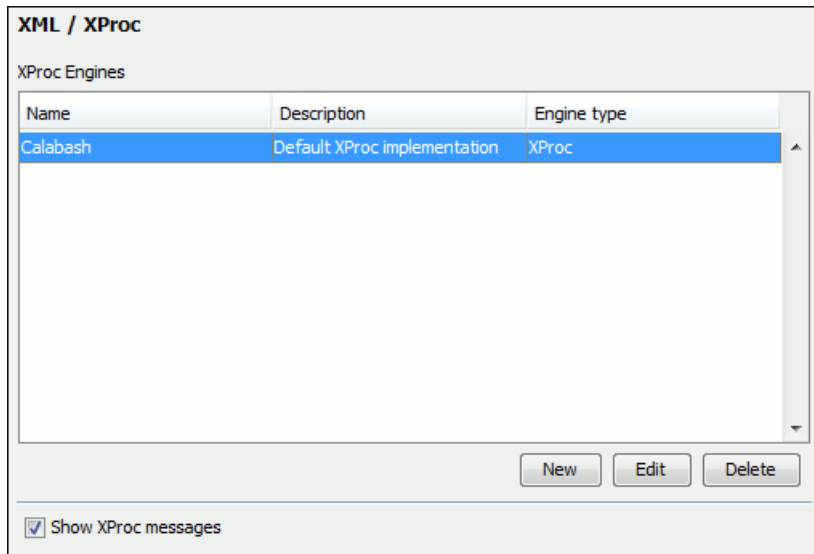 XML / XProc
XProc Engines
Name Description Engine type
Calabash Default XProc implementation XProc
New Edit Delete
Show XProc messages